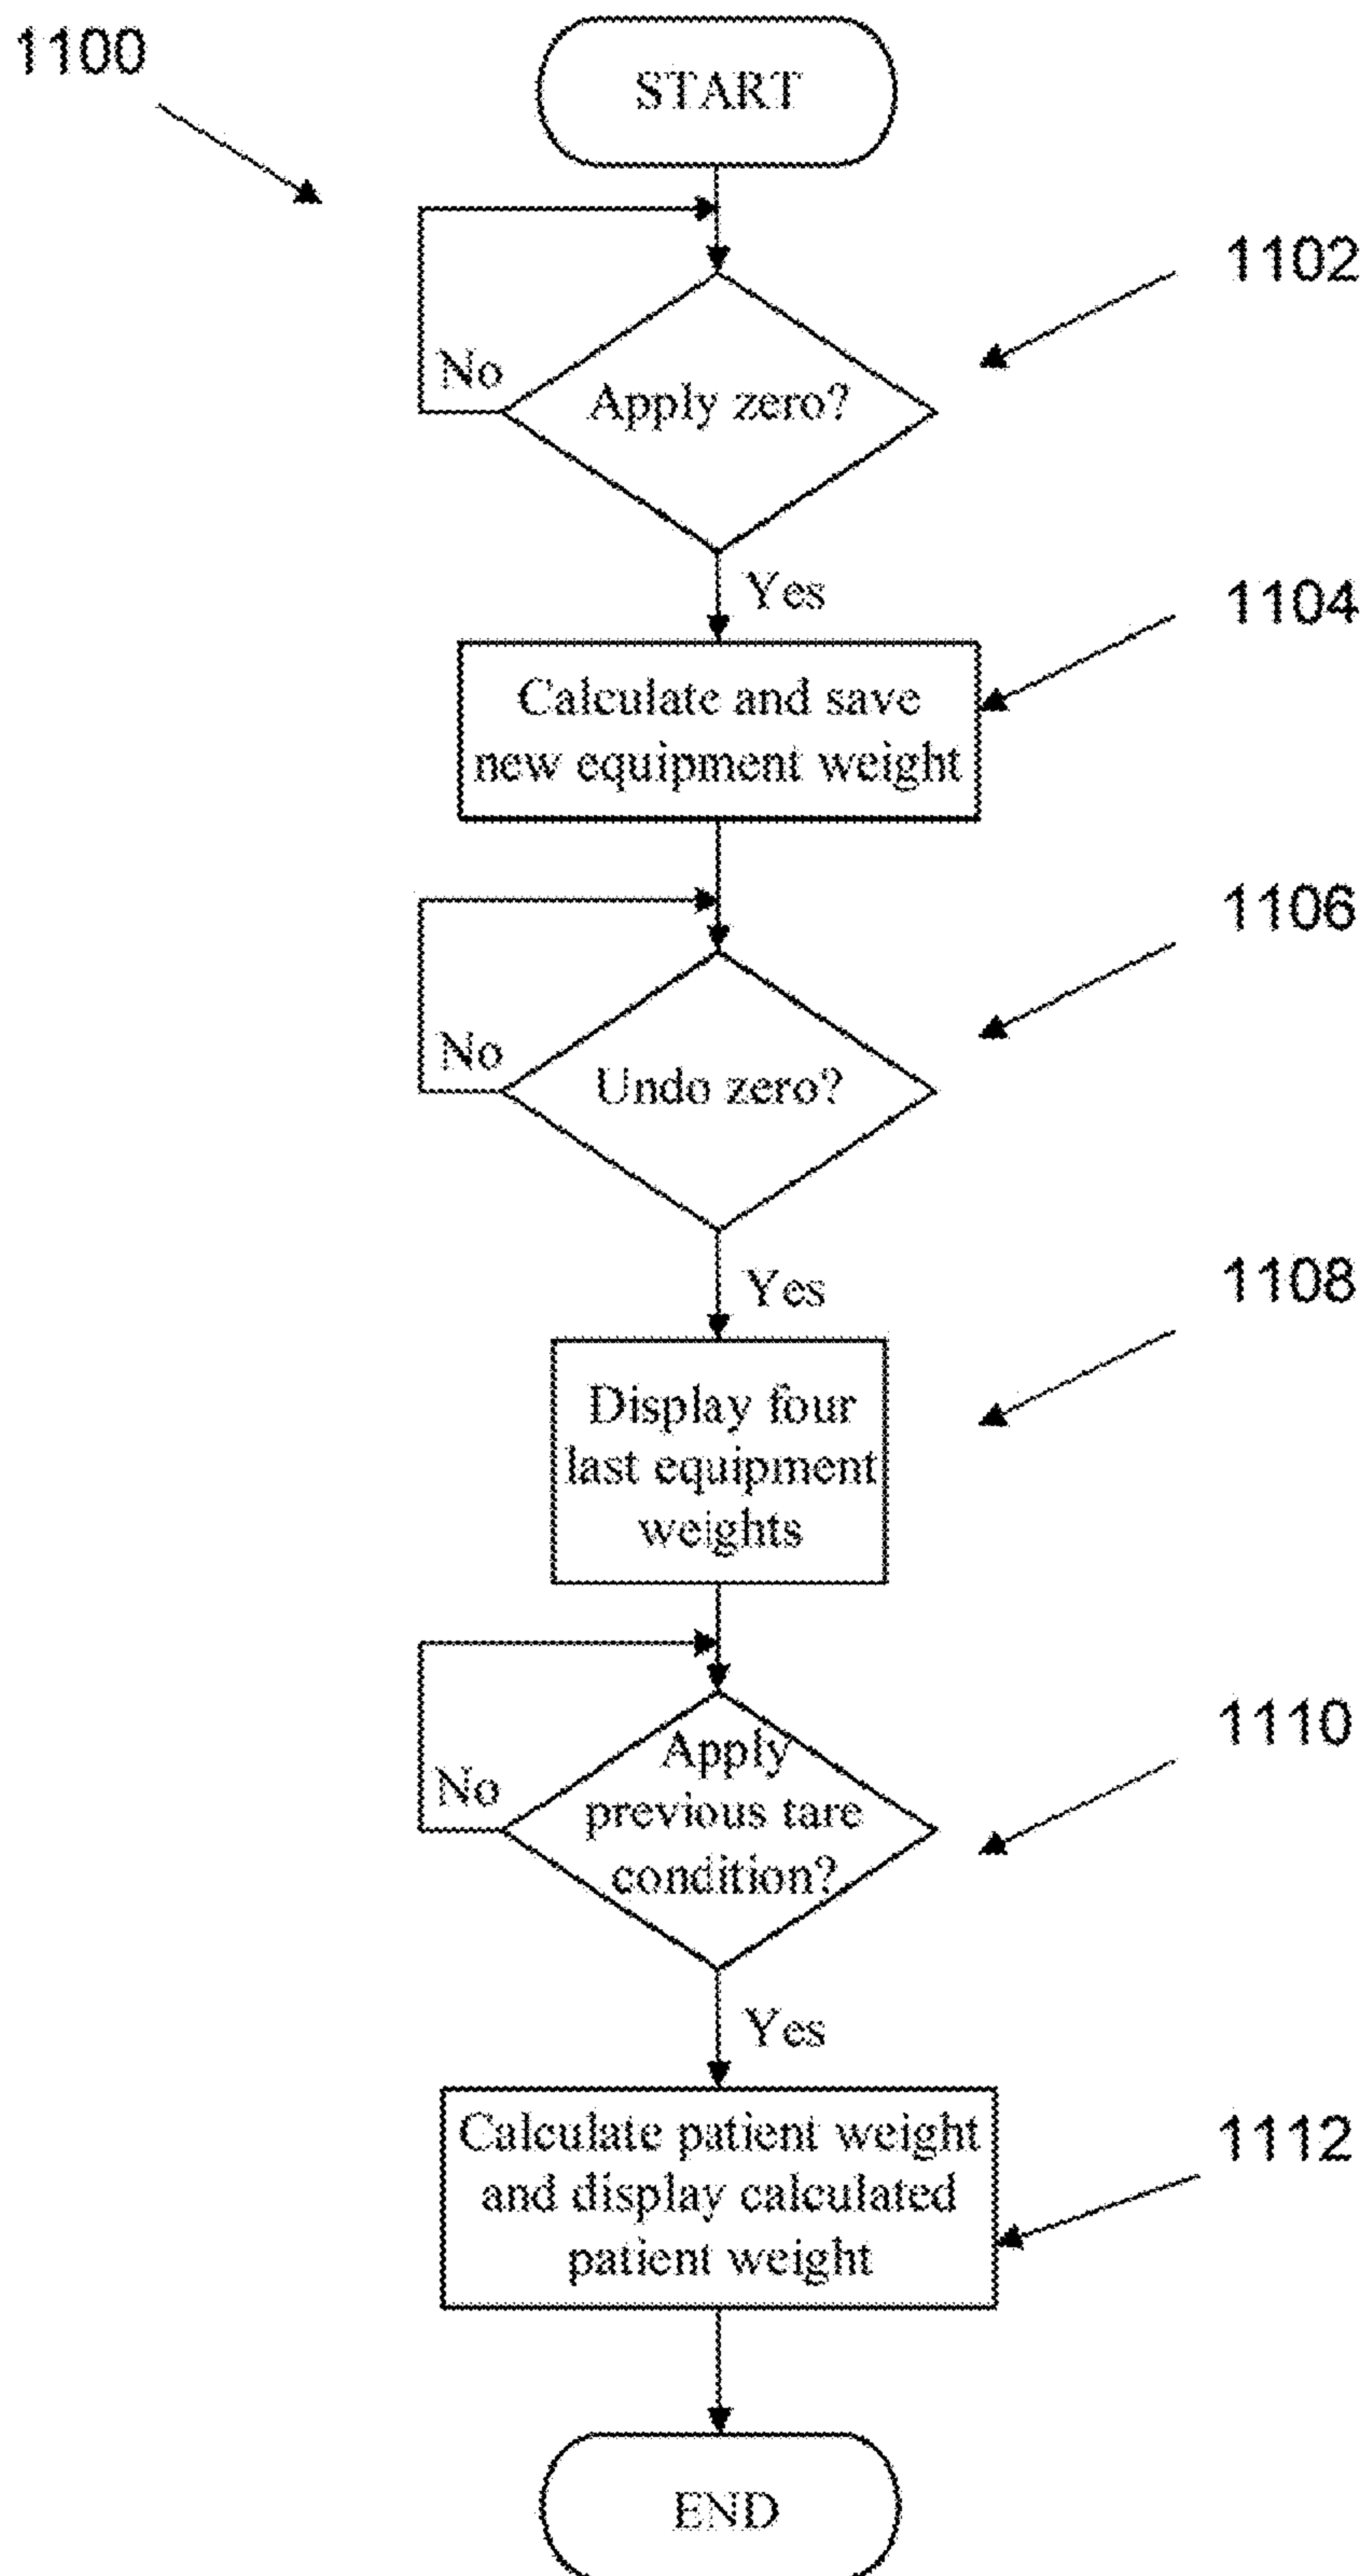 1100
START
1102
No
Apply zero?
Yes
1104
Calculate and save
new equipment weight
1106
No
Undo zero?
Yes
1108
Display four
last equipment
weights
1110
No
Apply
previous tare
condition?
Yes
1112
Calculate patient weight
and display calculated
patient weight
END